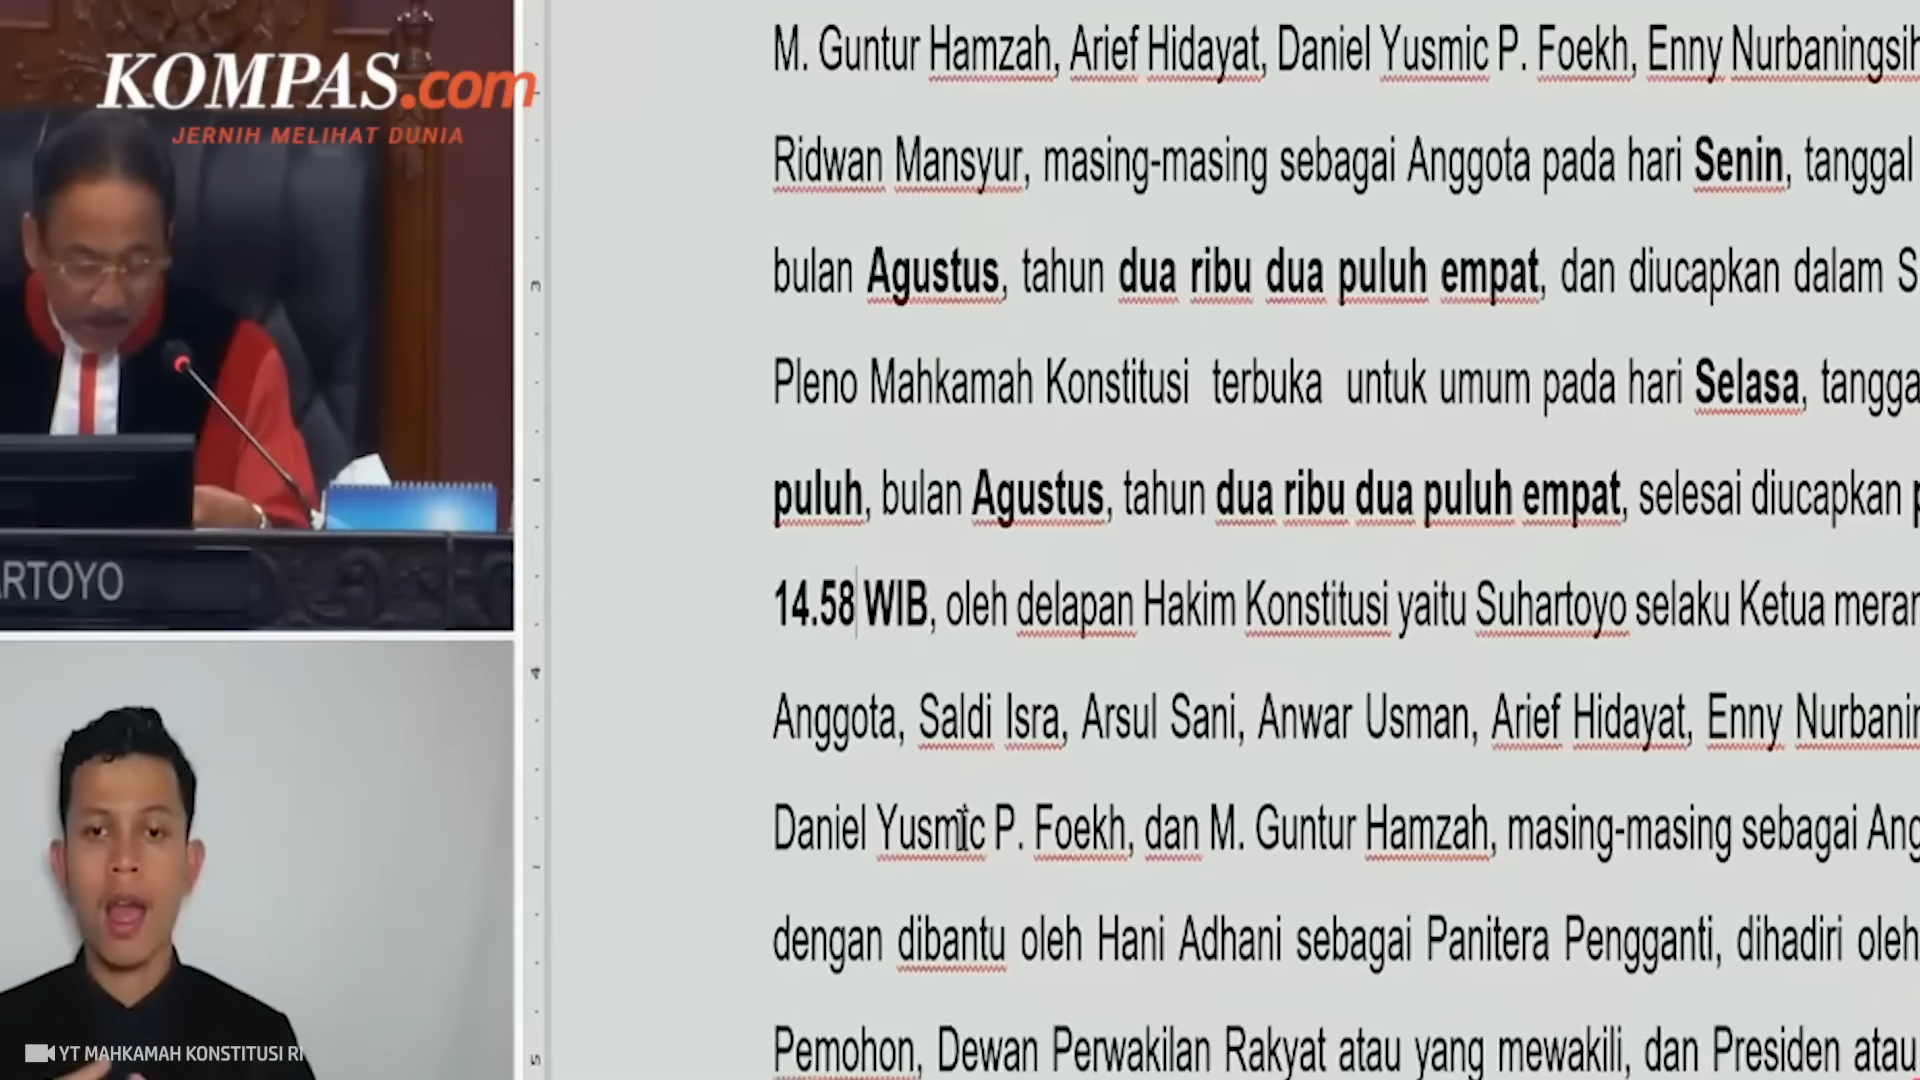 KOMPAS.com
JERNIH MELIHAT DUNIA
ARTOYO
YT MAHKAMAH KONSTITUSI RI
3
4
5
M. Guntur Hamzah, Arief Hidayat, Daniel Yusmic P. Foekh, Enny Nurbaningsih
Ridwan Mansyur, masing-masing sebagai Anggota pada hari Senin, tanggal
bulan Agustus, tahun dua ribu dua puluh empat, dan diucapkan dalam S
Pleno Mahkamah Konstitusi terbuka untuk umum pada hari Selasa, tangga
puluh, bulan Agustus, tahun dua ribu dua puluh empat, selesai diucapkan p
14.58 WIB, oleh delapan Hakim Konstitusi yaitu Suhartoyo selaku Ketua meran
Anggota, Saldi Isra, Arsul Sani, Anwar Usman, Arief Hidayat, Enny Nurbanin
Daniel Yusmic P. Foekh, dan M. Guntur Hamzah, masing-masing sebagai Ang
dengan dibantu oleh Hani Adhani sebagai Panitera Pengganti, dihadiri oleh
Pemohon, Dewan Perwakilan Rakyat atau yang mewakili, dan Presiden atau